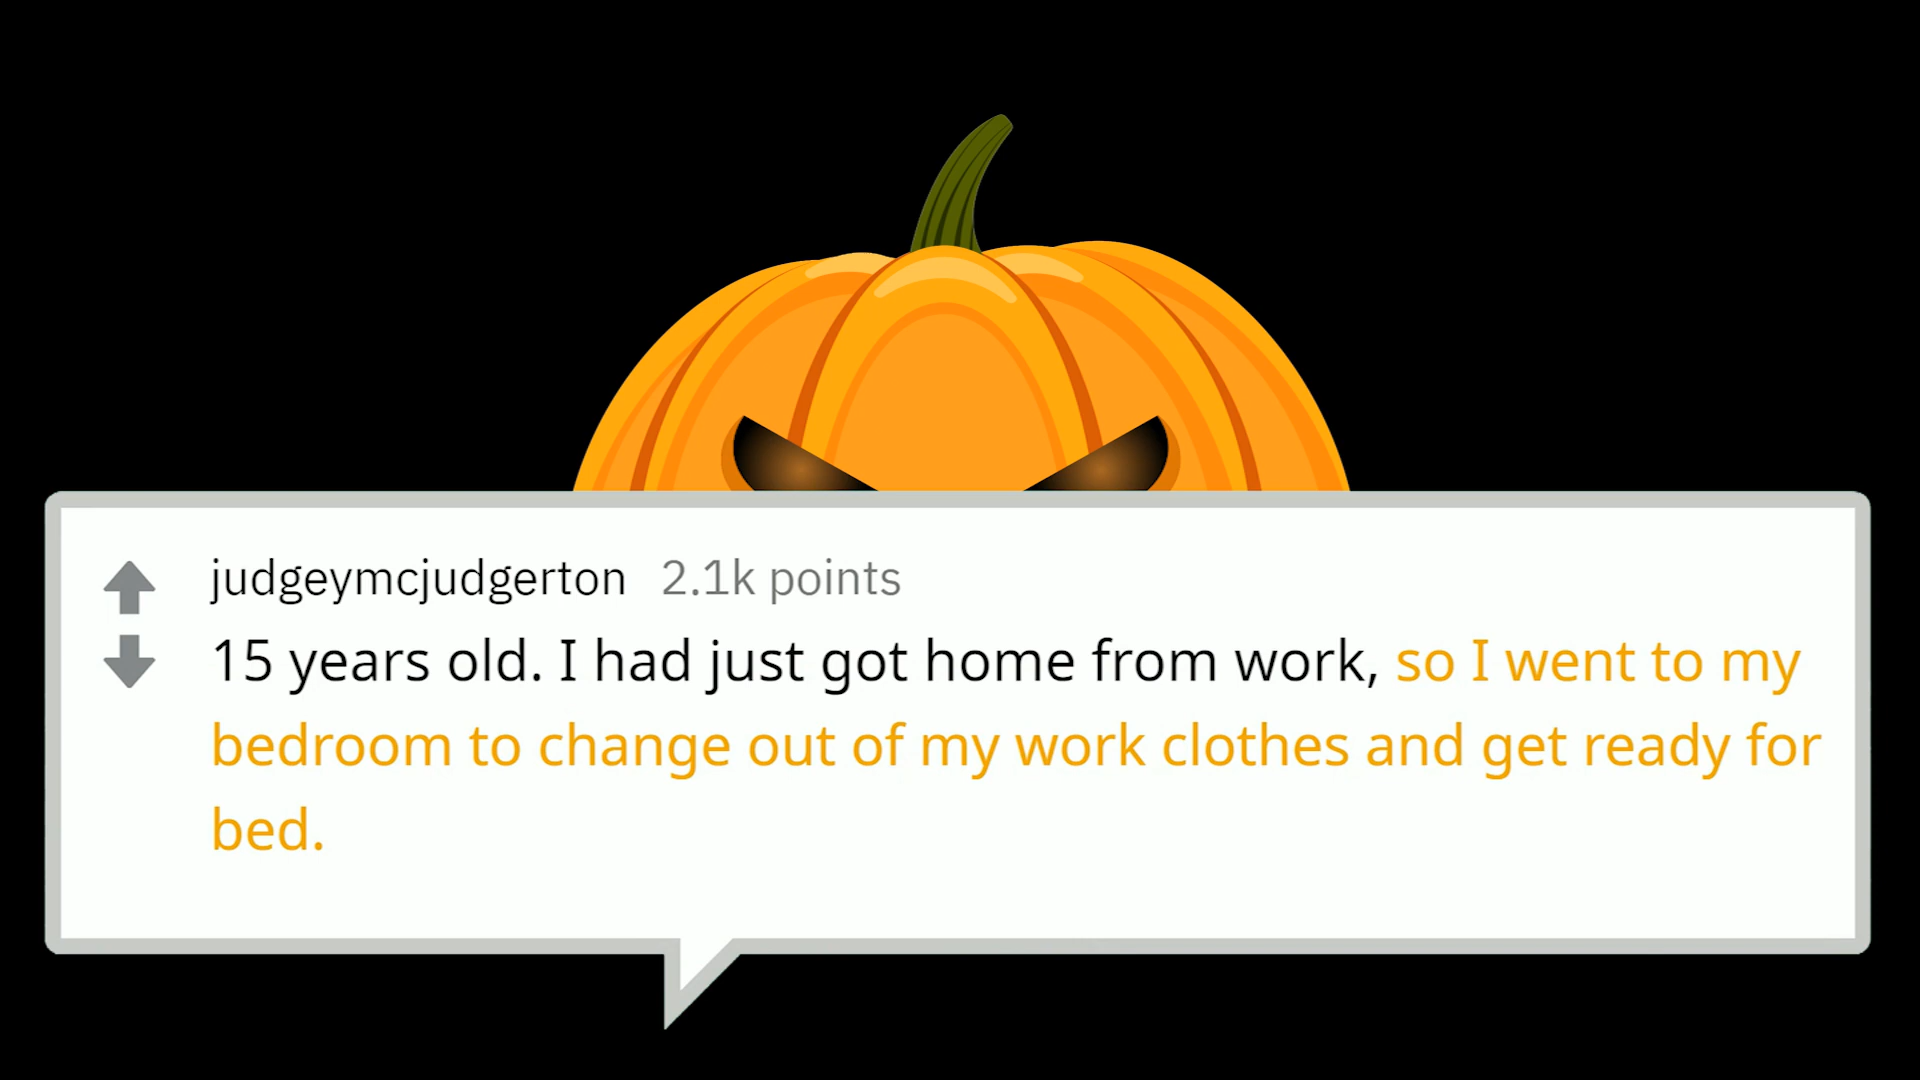 judgeymcjudgerton 2.1k points
15 years old. I had just got home from work, so I went to my
bedroom to change out of my work clothes and get ready for
bed.